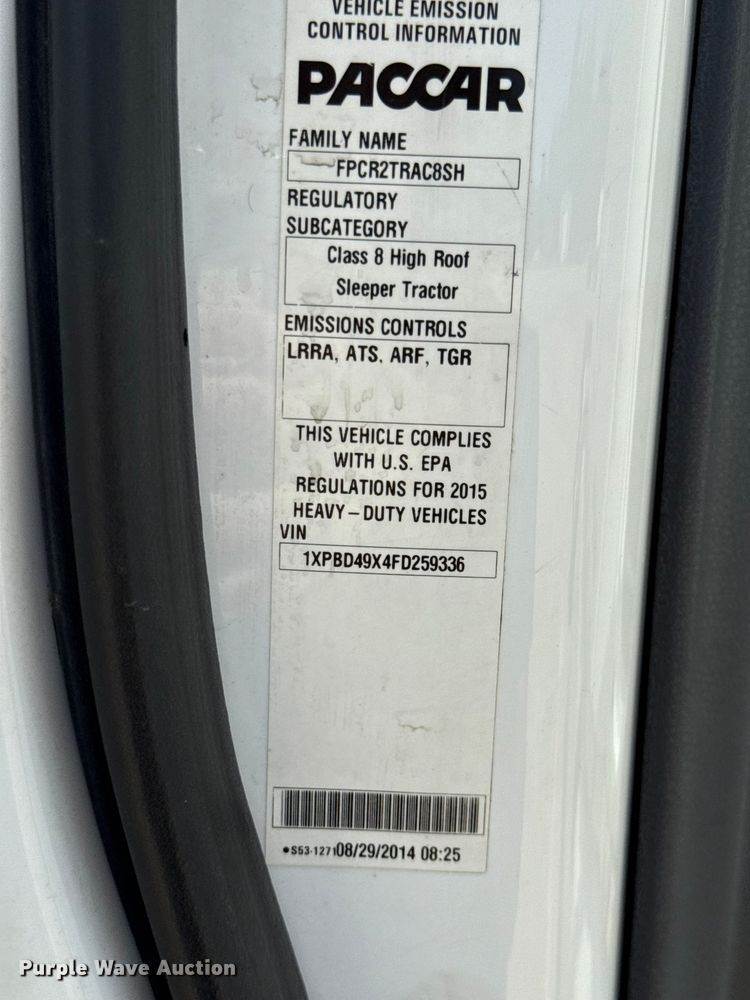 VEHICLE EMISSION
CONTROL INFORMATION
PACCAR
FAMILY NAME
FPCR2TRAC8SH
REGULATORY
SUBCATEGORY
Class 8 High Roof
Sleeper Tractor
EMISSIONS CONTROLS
LRRA, ATS, ARF, TGR
THIS VEHICLE COMPLIES
WITH U.S. EPA
REGULATIONS FOR 2015
HEAVY-DUTY VEHICLES
VIN
1XPBD49X4FD259336
•S53-1271 08/29/2014 08:25
Purple Wave Auction